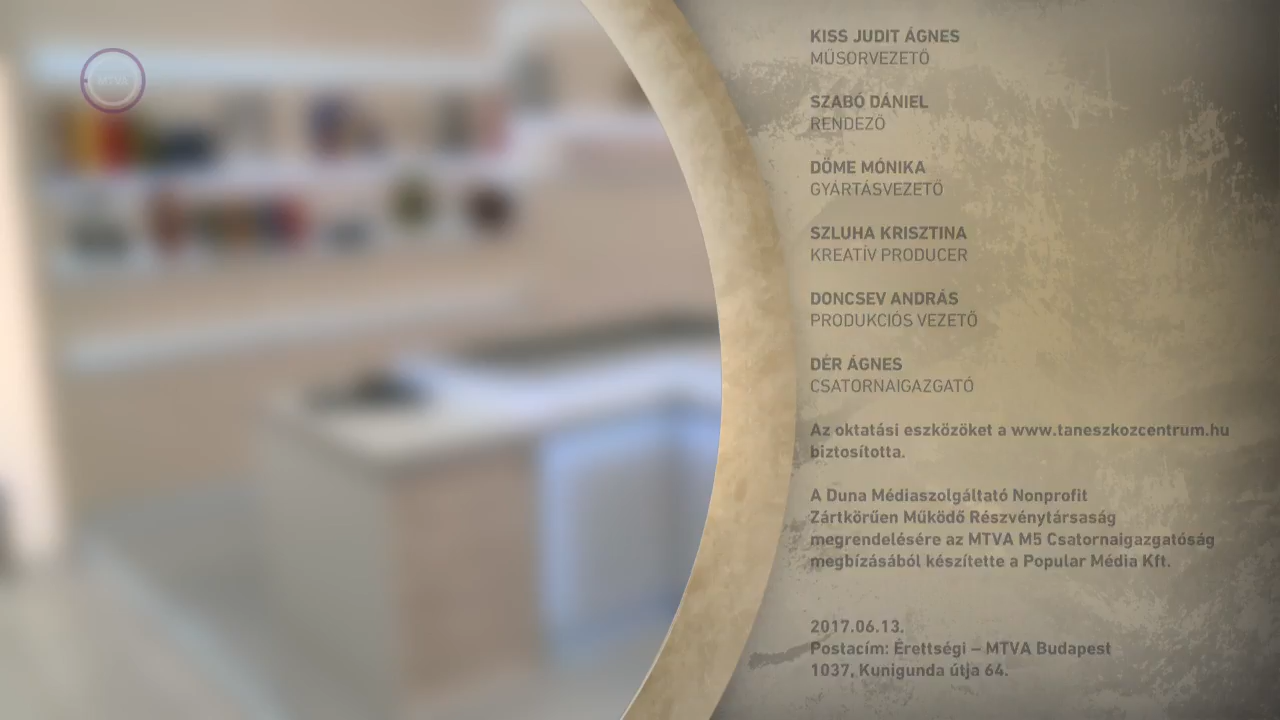 MTVA
KISS JUDIT ÁGNES
MŰSORVEZETŐ
SZABÓ DÁNIEL
RENDEZŐ
DÖME MÓNIKA
GYÁRTÁSVEZETŐ
SZLUHA KRISZTINA
KREATÍV PRODUCER
DONCSEV ANDRÁS
PRODUKCIÓS VEZETŐ
DÉR ÁGNES
CSATORNAIGAZGATÓ
Az oktatási eszközöket a www.taneszkozcentrum.hu
biztosította.
A Duna Médiaszolgáltató Nonprofit
Zártkörűen Működő Részvénytársaság
megrendelésére az MTVA M5 Csatornaigazgatóság
megbízásából készítette a Popular Média Kft.
2017.06.13.
Postacím: Érettségi – MTVA Budapest
1037, Kunigunda útja 64.